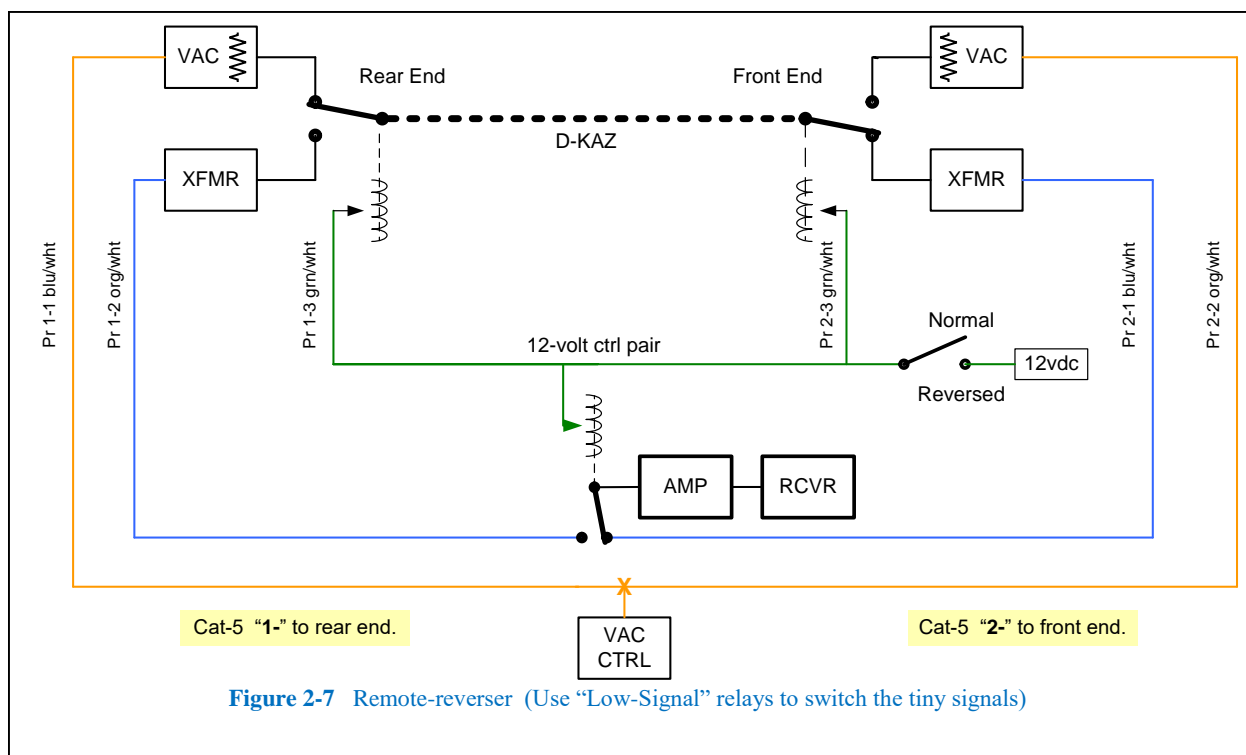 VAC
VAC
Rear End
Front End
D-KAZ
XFMR
XFMR
Pr 1-1 blu/wht
Pr 1-2 org/wht
Pr 1-3 grn/wht
Pr 2-3 grn/wht
Pr 2-1 blu/wht
Pr 2-2 org/wht
Normal
12-volt ctrl pair
12vdc
Reversed
AMP
RCVR
X
Cat-5 "1-" to rear end.
Cat-5 "2-" to front end.
VAC
CTRL
Figure 2-7 Remote-reverser (Use “Low-Signal” relays to switch the tiny signals)